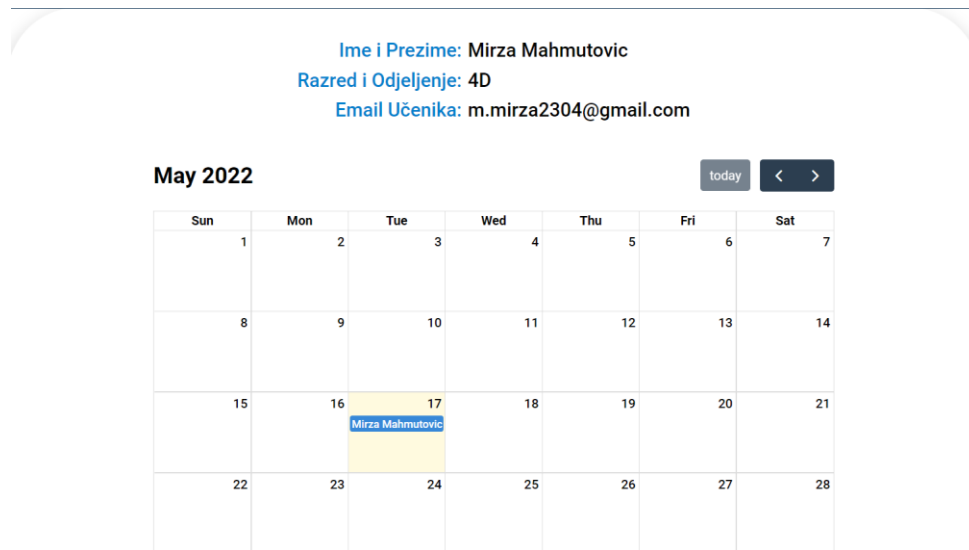 Ime i Prezime: Mirza Mahmutovic
Razred i Odjeljenje: 4D
Email Učenika: m.mirza2304@gmail.com
May 2022 today
Sun Mon Tue Wed Thu Fri Sat
1 2 3 4 5 6 7
8 9 10 11 12 13 14
15 16 17 18 19 20 21
Mirza Mahmutovic
22 23 24 25 26 27 28